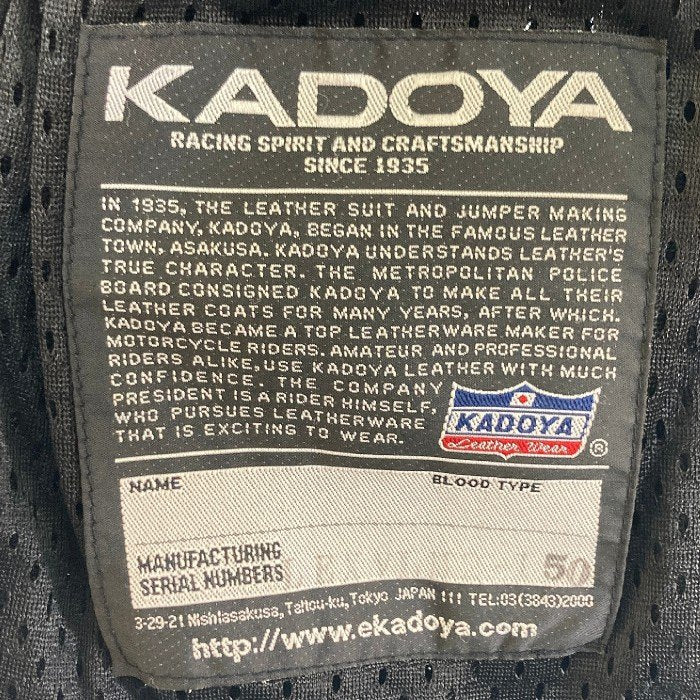 KADOYA
RACING SPIRIT AND CRAFTSMANSHIP
SINCE 1935
IN 1935, THE LEATHER SUIT AND JUMPER MAKING
COMPANY, KADOYA, BEGAN IN THE FAMOUS LEATHER
TOWN, ASAKUSA. KADOYA UNDERSTANDS LEATHER'S
TRUE CHARACTER. THE METROPOLITAN POLICE
BOARD CONSIGNED KADOYA TO MAKE ALL THEIR
LEATHER COATS FOR MANY YEARS, AFTER WHICH.
KADOYA BECAME A TOP LEATHERWARE MAKER FOR
MOTORCYCLE RIDERS. AMATEUR AND PROFESSIONAL
RIDERS ALIKE, USE KADOYA LEATHER WITH MUCH
CONFIDENCE. THE COMPANY
PRESIDENT IS A RIDER HIMSELF,
WHO PURSUES LEATHERWARE
THAT IS EXCITING TO WEAR.
KADOYA
Leather Wear ®
NAME BLOOD TYPE
MANUFACTURING
SERIAL NUMBERS 50
3-29-21 Nishiasakusa, Taitou-ku, Tokyo JAPAN 111 TEL:03(3843)2000
http://www.ekadoya.com/